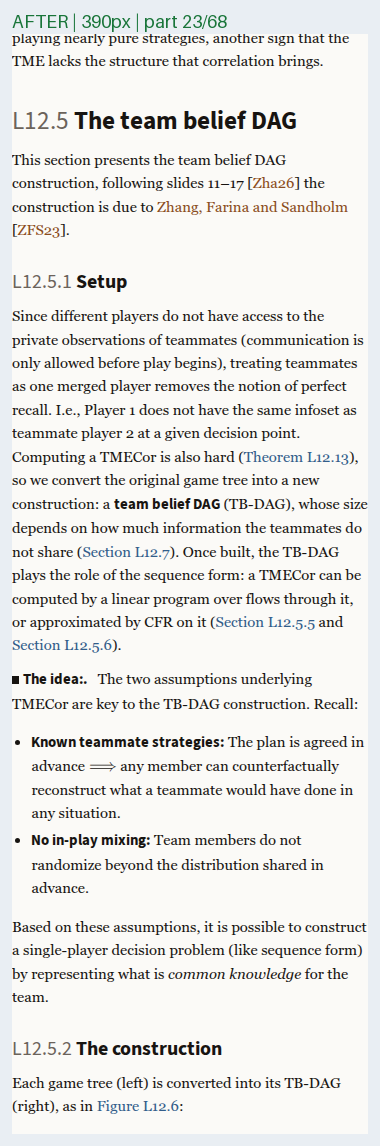 AFTER | 390px | part 23/68
playing nearly pure strategies, another sign that the
TME lacks the structure that correlation brings.
L12.5 The team belief DAG
This section presents the team belief DAG
construction, following slides 11–17 [Zha26] the
construction is due to Zhang, Farina and Sandholm
[ZFS23].
L12.5.1 Setup
Since different players do not have access to the
private observations of teammates (communication is
only allowed before play begins), treating teammates
as one merged player removes the notion of perfect
recall. I.e., Player 1 does not have the same infoset as
teammate player 2 at a given decision point.
Computing a TMECor is also hard (Theorem L12.13),
so we convert the original game tree into a new
construction: a team belief DAG (TB-DAG), whose size
depends on how much information the teammates do
not share (Section L12.7). Once built, the TB-DAG
plays the role of the sequence form: a TMECor can be
computed by a linear program over flows through it,
or approximated by CFR on it (Section L12.5.5 and
Section L12.5.6).
■ The idea:. The two assumptions underlying
TMECor are key to the TB-DAG construction. Recall:
• Known teammate strategies: The plan is agreed in
advance ⟹ any member can counterfactually
reconstruct what a teammate would have done in
any situation.
• No in-play mixing: Team members do not
randomize beyond the distribution shared in
advance.
Based on these assumptions, it is possible to construct
a single-player decision problem (like sequence form)
by representing what is common knowledge for the
team.
L12.5.2 The construction
Each game tree (left) is converted into its TB-DAG
(right), as in Figure L12.6: